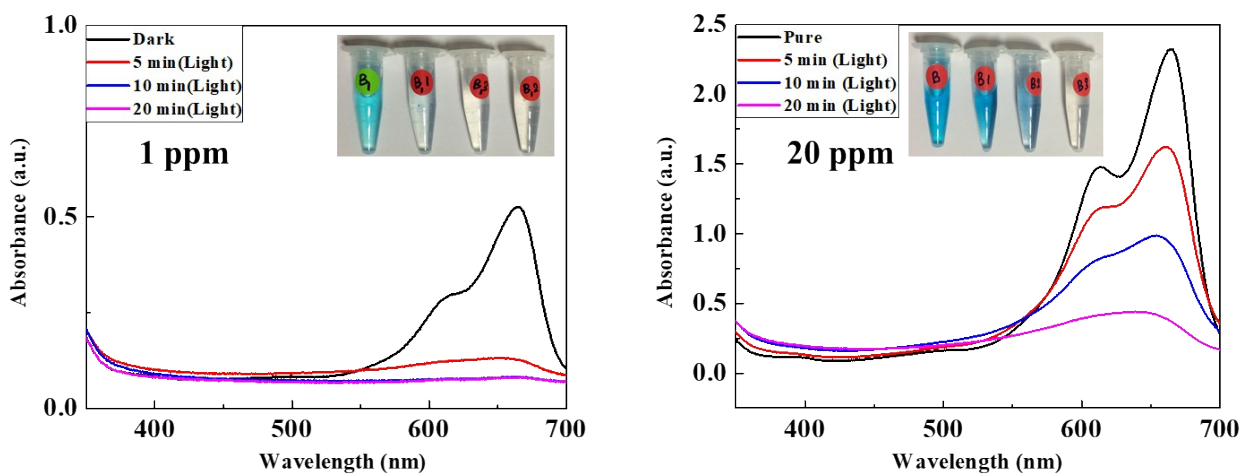 1.0
0.5
0.0
Absorbance (a.u.)
Dark
5 min(Light)
10 min(Light)
20 min(Light)
1 ppm
400
500
600
700
Wavelength (nm)
2.5
2.0
1.5
1.0
0.5
0.0
Absorbance (a.u.)
Pure
5 min (Light)
10 min (Light)
20 min (Light)
B
B1
B2
B3
20 ppm
400
500
600
700
Wavelength (nm)